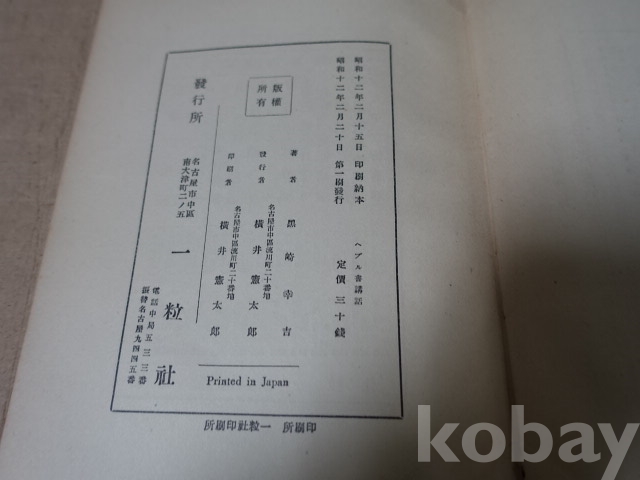 昭和十二年二月十五日 印刷納本
昭和十二年二月二十日 第一刷發行
ヘブル書講話
定價 三十錢
版權
所有
著者 黒崎幸吉
名古屋市中區流川町二十番地
發行者 横井憲太郎
名古屋市中區流川町二十番地
印刷者 横井憲太郎
發行所
名古屋市中區
南大津町二ノ五
一粒社
電話中局五三三番
振替名古屋九四四五番
Printed in Japan
所刷印社粒一 所刷印
kobay